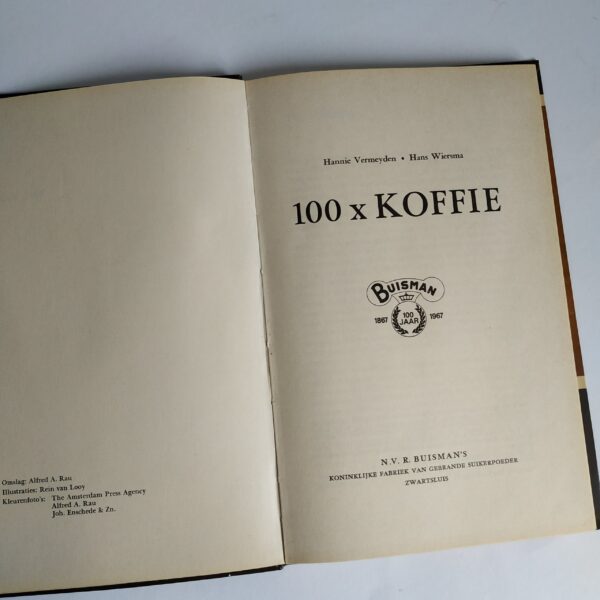 Omslag: Alfred A. Rau
Illustraties: Rein van Looy
Kleurenfoto's: The Amsterdam Press Agency
Alfred A. Rau
Joh. Enschede & Zn.
Hannie Vermeyden • Hans Wiersma
100 x KOFFIE
BUISMAN
1867 100 JAAR 1967
N.V. R. BUISMAN'S
KONINKLIJKE FABRIEK VAN GEBRANDE SUIKERPOEDER
ZWARTSLUIS